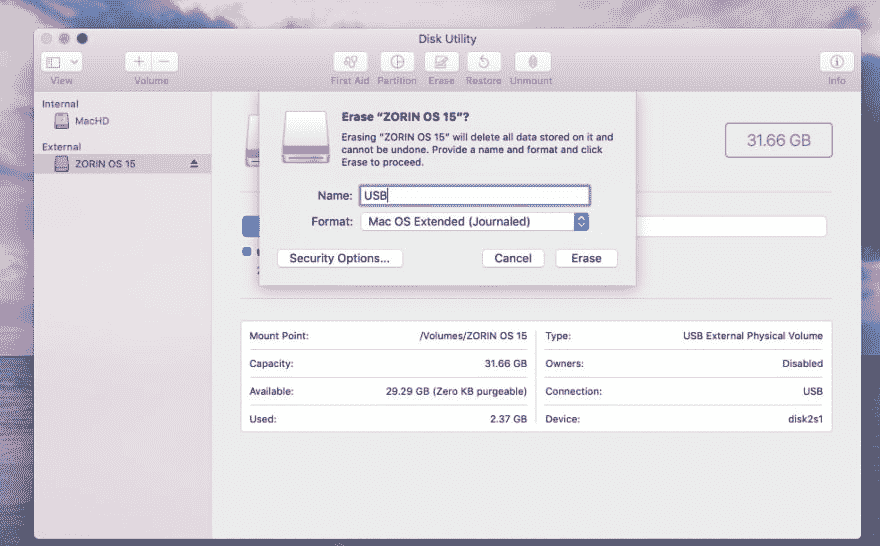 Disk Utility
View
Volume
First Aid Partition Erase Restore Unmount
Info
Internal
MacHD
External
ZORIN OS 15
Erase “ZORIN OS 15”?
Erasing “ZORIN OS 15” will delete all data stored on it and
cannot be undone. Provide a name and format and click
Erase to proceed.
31.66 GB
Name: USB
Format: Mac OS Extended (Journaled)
Security Options... Cancel Erase
Mount Point: /Volumes/ZORIN OS 15
Type: USB External Physical Volume
Capacity: 31.66 GB
Owners: Disabled
Available: 29.29 GB (Zero KB purgeable)
Connection: USB
Used: 2.37 GB
Device: disk2s1